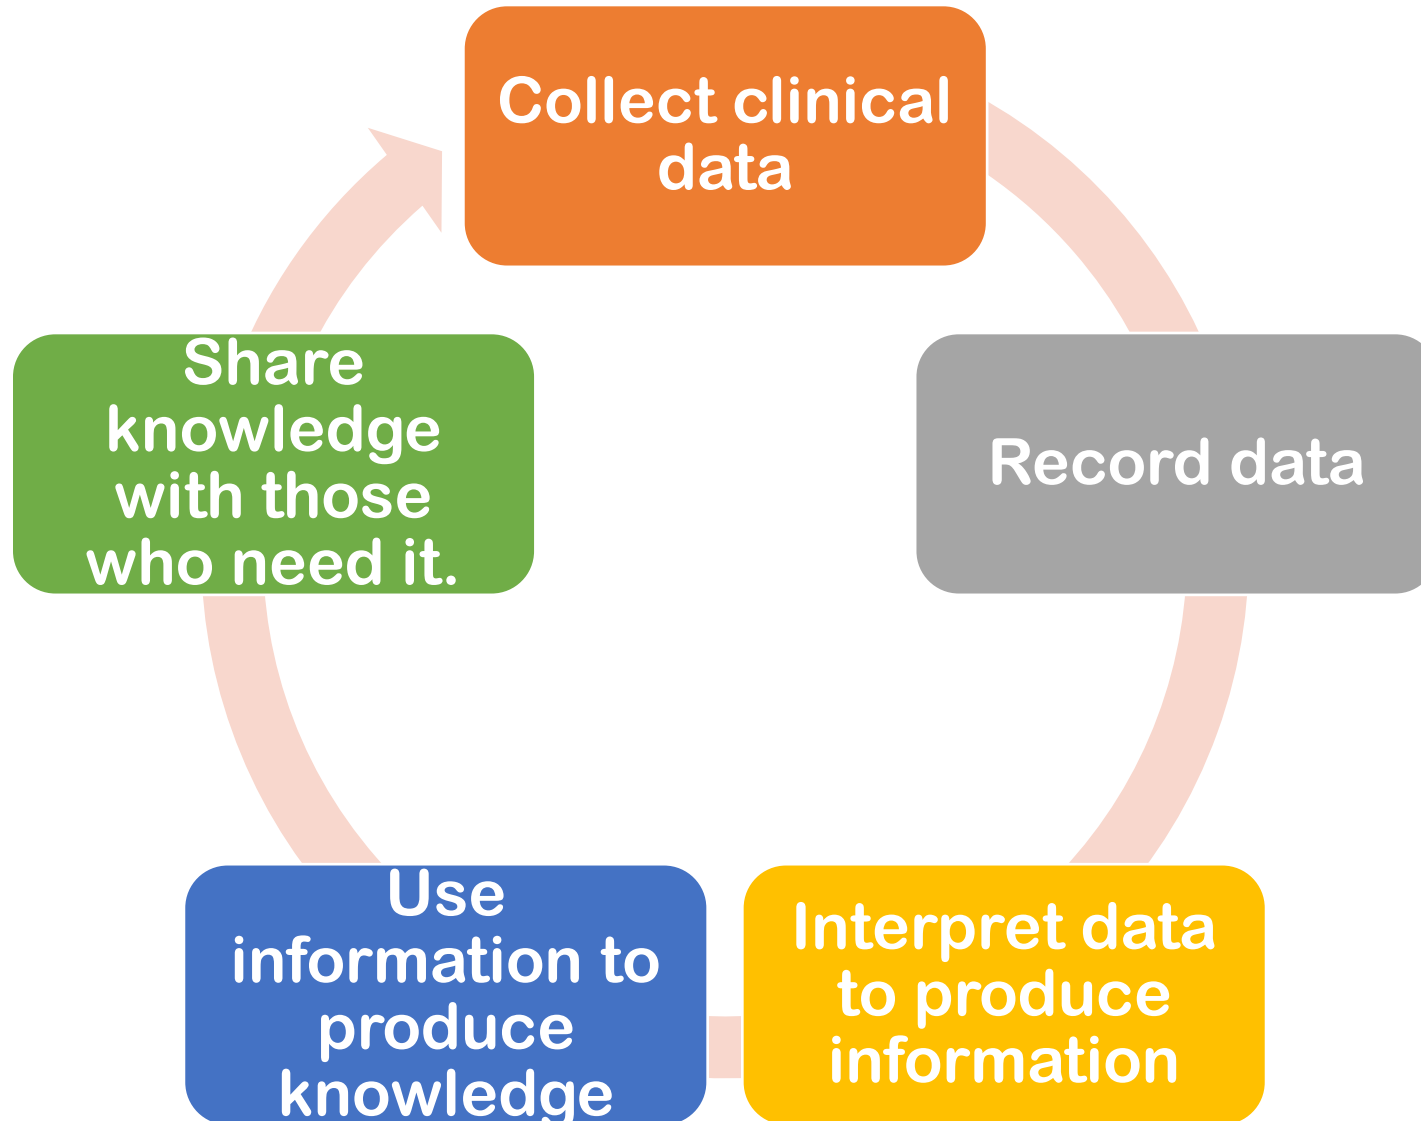 Collect clinical
data
Record data
Interpret data
to produce
information
Use
information to
produce
knowledge
Share
knowledge
with those
who need it.